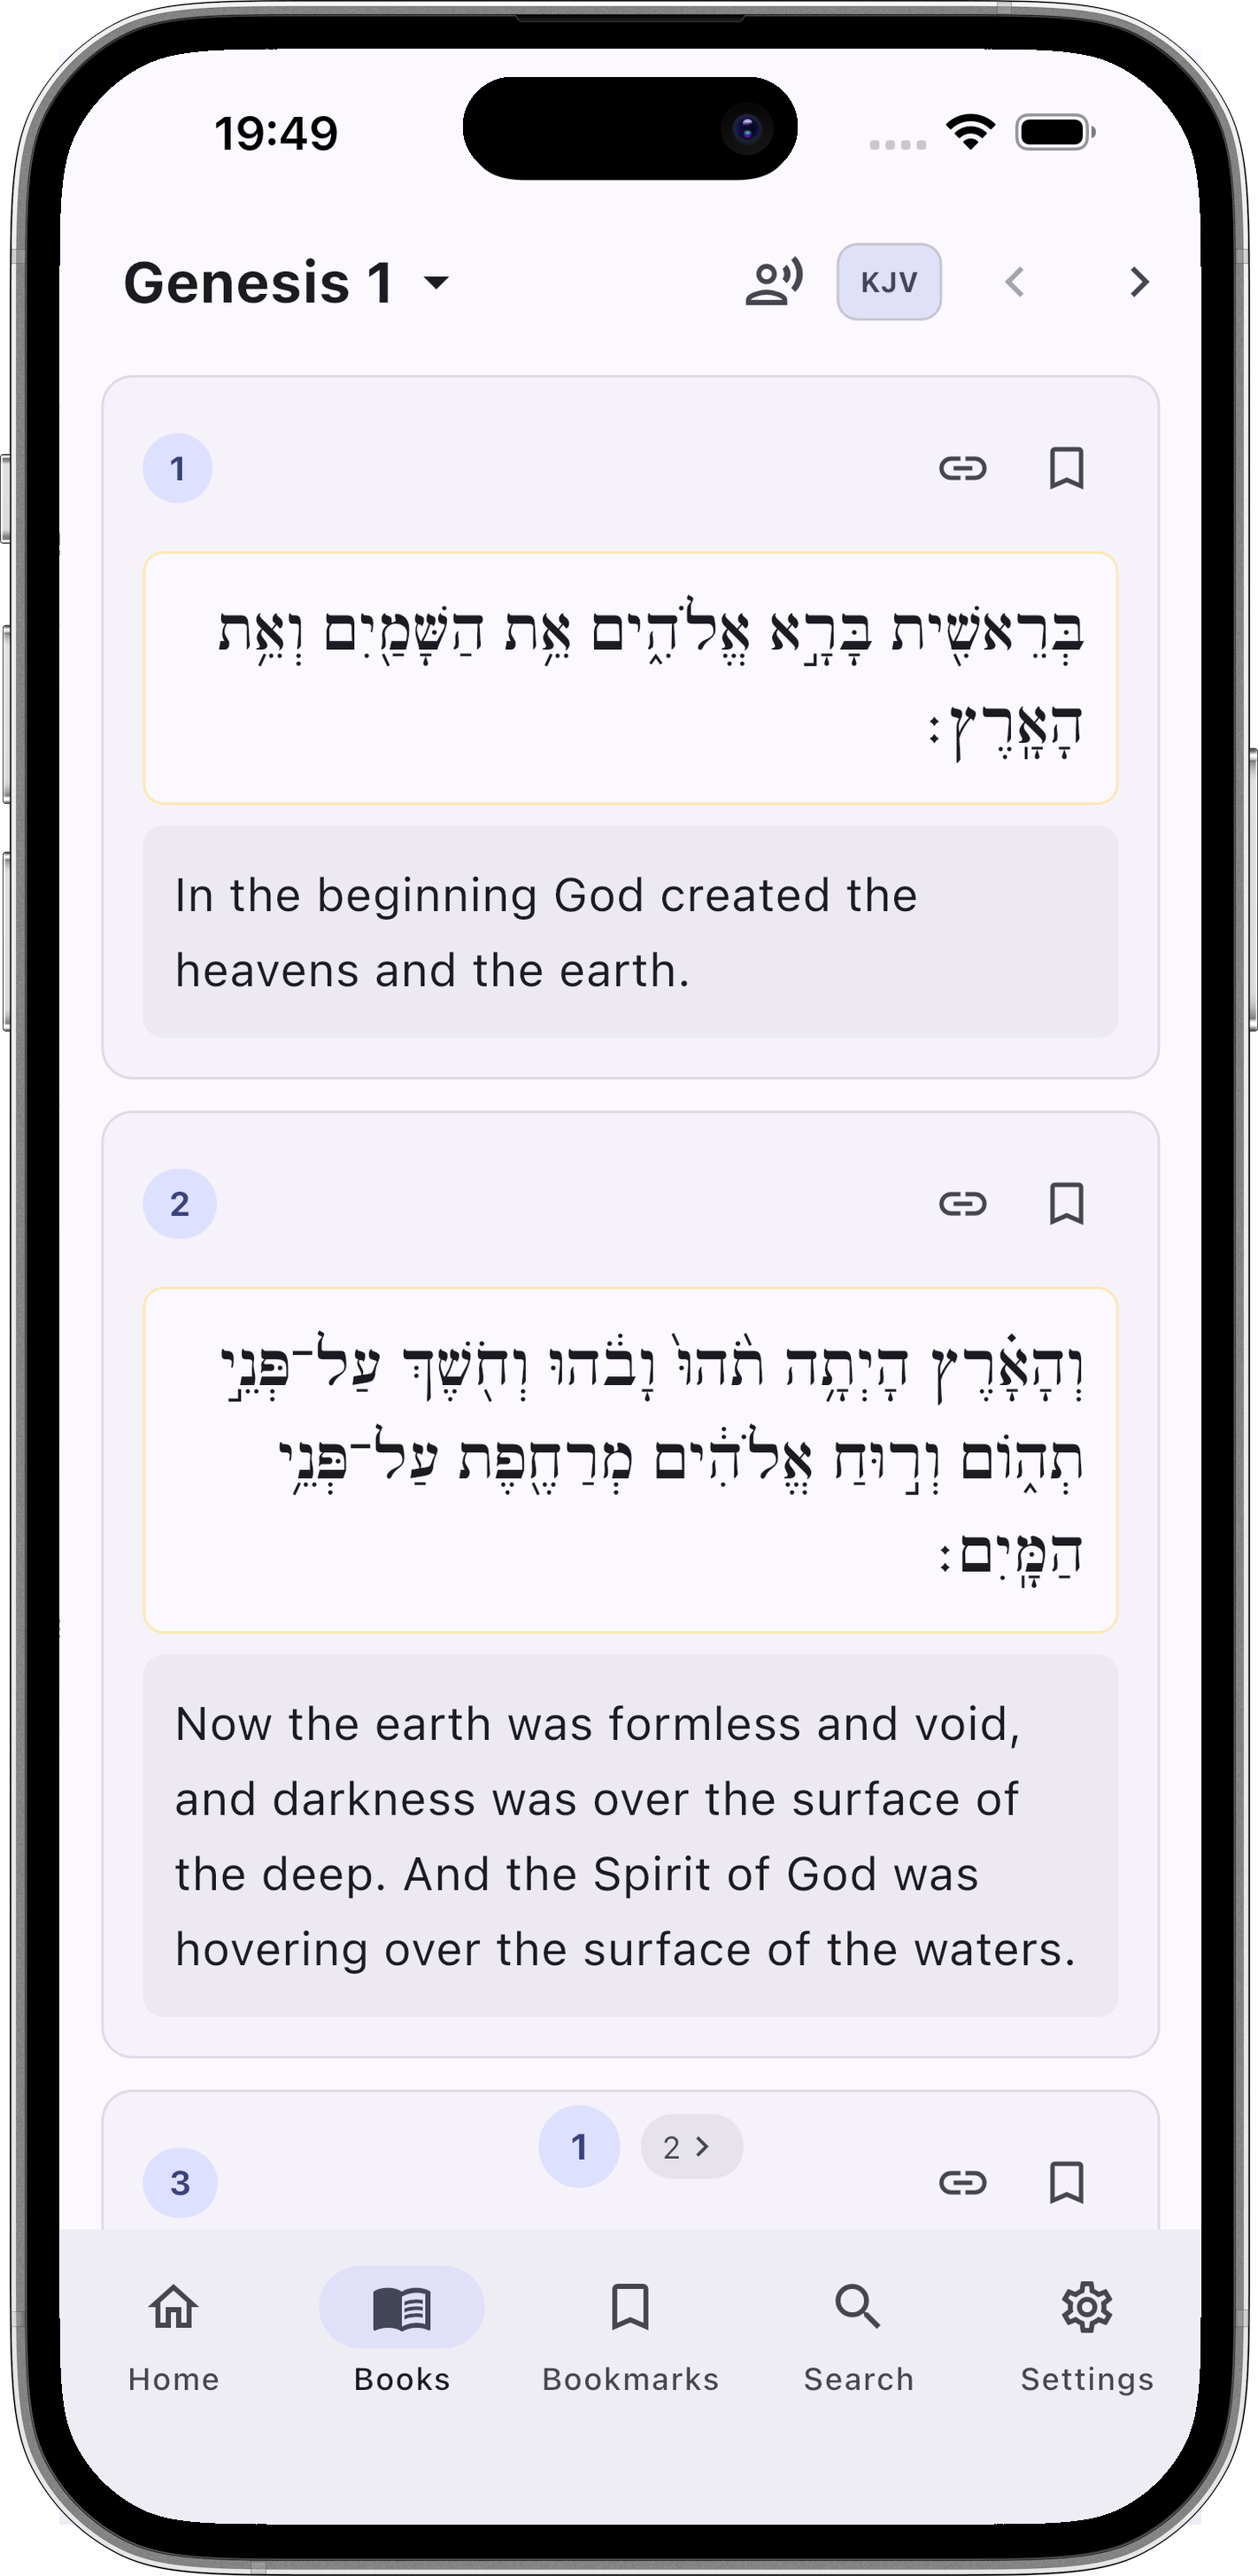 19:49
Genesis 1
KJV
1
בְּרֵאשִׁ֖ית בָּרָ֣א אֱלֹהִ֑ים אֵ֥ת הַשָּׁמַ֖יִם וְאֵ֥ת
הָאָֽרֶץ׃
In the beginning God created the
heavens and the earth.
2
וְהָאָ֗רֶץ הָיְתָ֥ה תֹ֙הוּ֙ וָבֹ֔הוּ וְחֹ֖שֶׁךְ עַל־פְּנֵ֣י
תְה֑וֹם וְר֣וּחַ אֱלֹהִ֔ים מְרַחֶ֖פֶת עַל־פְּנֵ֥י
הַמָּֽיִם׃
Now the earth was formless and void,
and darkness was over the surface of
the deep. And the Spirit of God was
hovering over the surface of the waters.
1 2
3
Home Books Bookmarks Search Settings